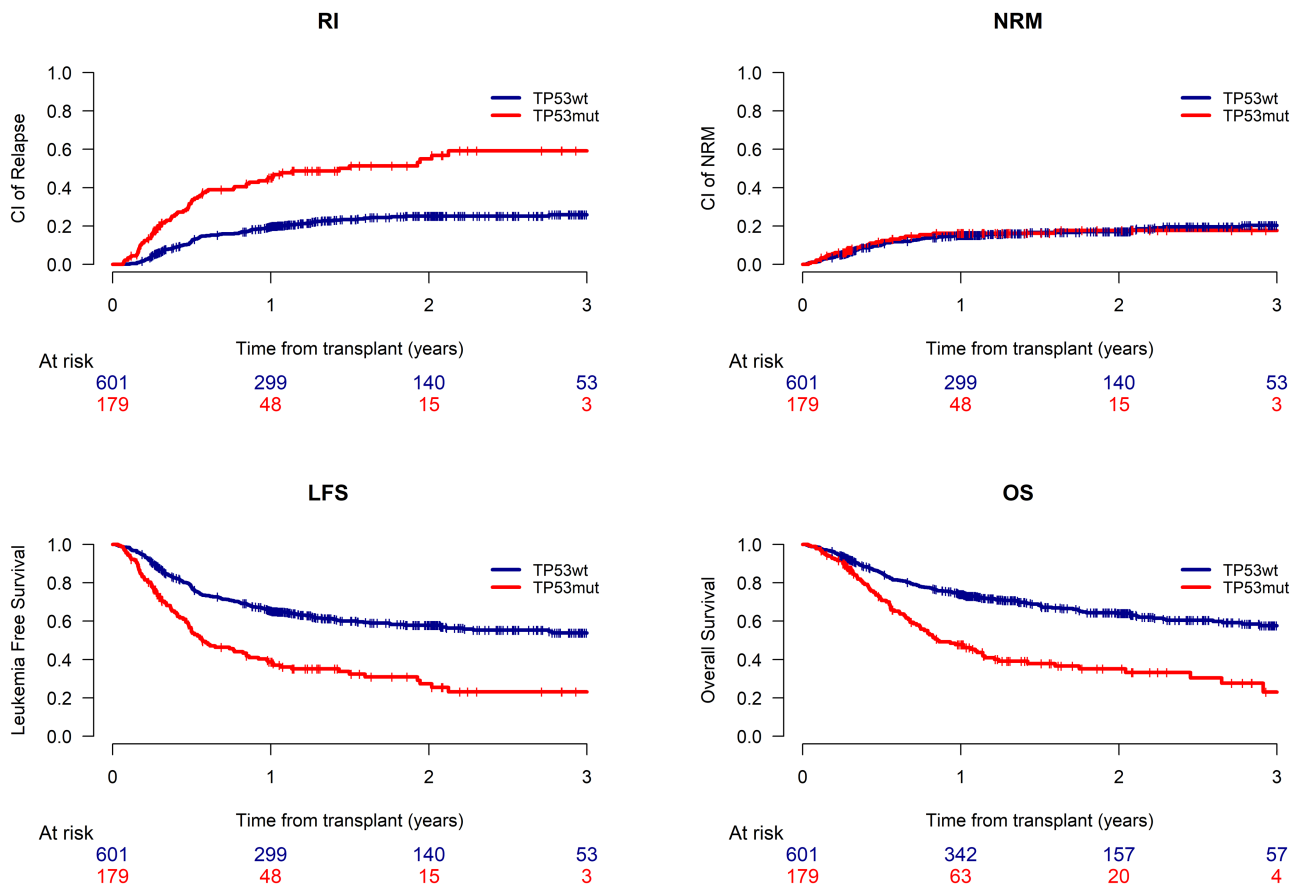 RI
CI of Relapse
1.0
0.8
0.6
0.4
0.2
0.0
TP53wt
TP53mut
0 1 2 3
Time from transplant (years)
At risk
601 299 140 53
179 48 15 3
NRM
CI of NRM
1.0
0.8
0.6
0.4
0.2
0.0
TP53wt
TP53mut
0 1 2 3
Time from transplant (years)
At risk
601 299 140 53
179 48 15 3
LFS
Leukemia Free Survival
1.0
0.8
0.6
0.4
0.2
0.0
TP53wt
TP53mut
0 1 2 3
Time from transplant (years)
At risk
601 299 140 53
179 48 15 3
OS
Overall Survival
1.0
0.8
0.6
0.4
0.2
0.0
TP53wt
TP53mut
0 1 2 3
Time from transplant (years)
At risk
601 342 157 57
179 63 20 4